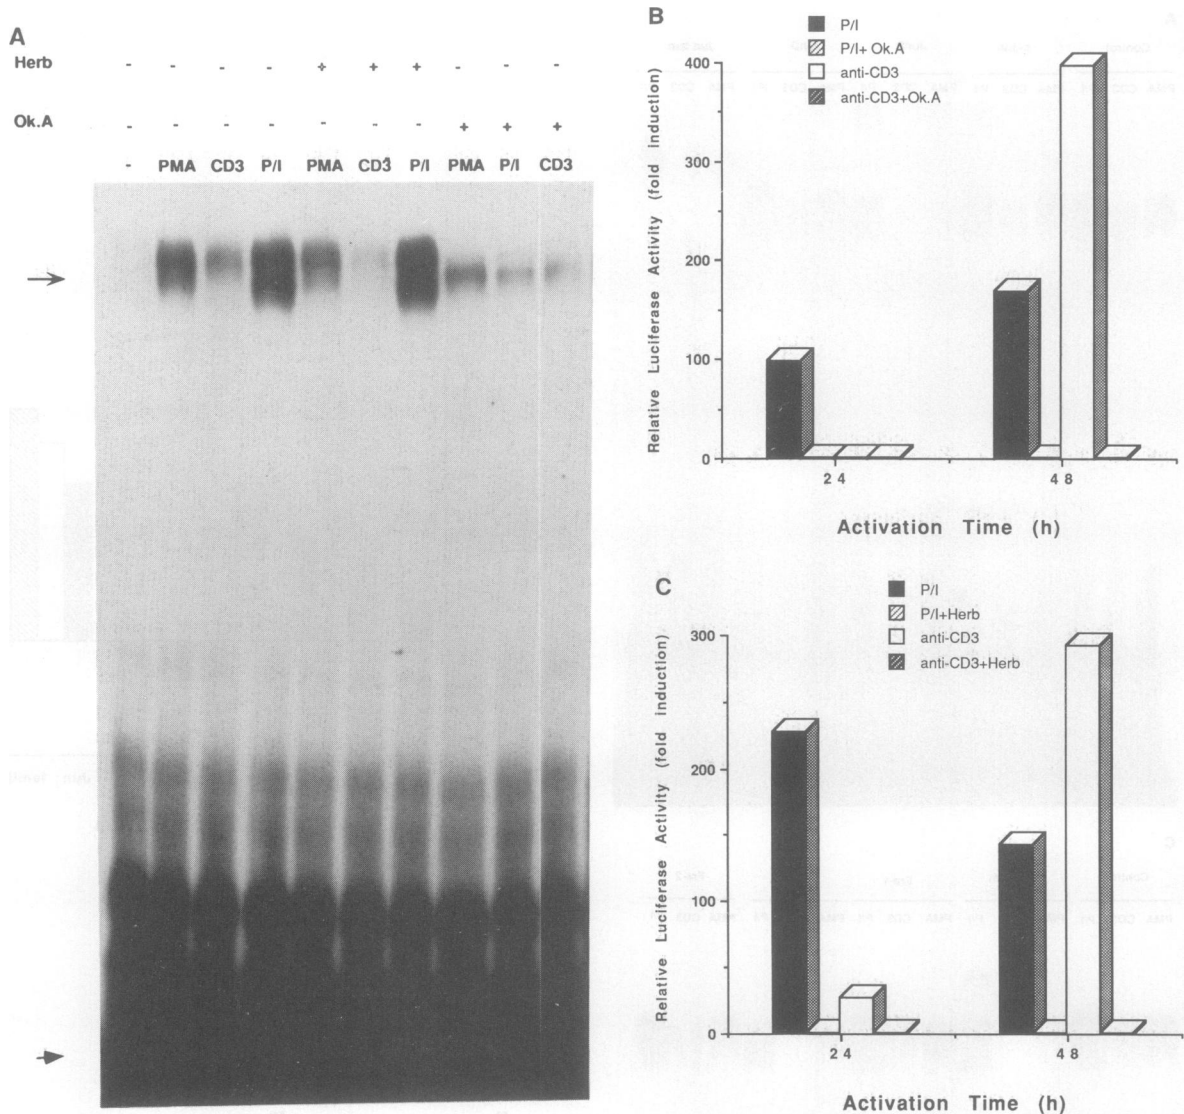 A
Herb - - - - + + + - - -
Ok.A - - - - - - - + + +
- PMA CD3 P/I PMA CD3 P/I PMA P/I CD3
B
P/I
P/I+ Ok.A
anti-CD3
anti-CD3+Ok.A
Relative Luciferase Activity (fold induction)
400
300
200
100
0
24 48
Activation Time (h)
C
P/I
P/I+Herb
anti-CD3
anti-CD3+Herb
Relative Luciferase Activity (fold induction)
300
200
100
0
24 48
Activation Time (h)